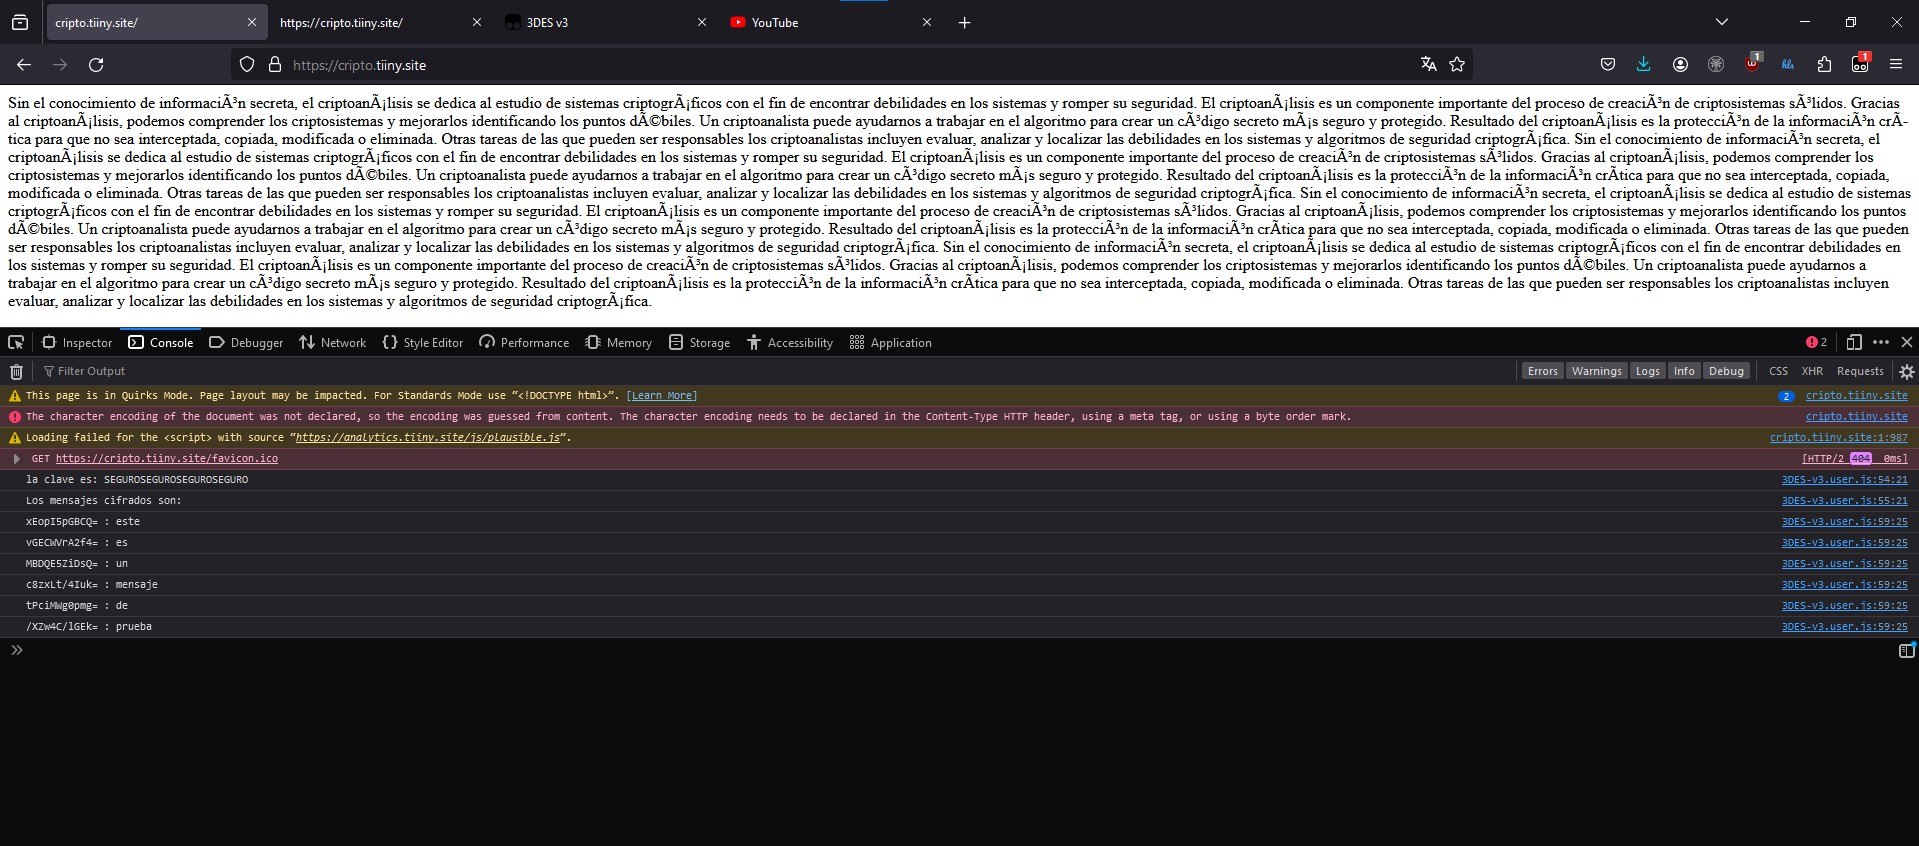 cripto.tiiny.site/
https://cripto.tiiny.site/
3DES v3
YouTube
https://cripto.tiiny.site
1
hls
1
Sin el conocimiento de informaciÃ³n secreta, el criptoanÃ¡lisis se dedica al estudio de sistemas criptogrÃ¡ficos con el fin de encontrar debilidades en los sistemas y romper su seguridad. El criptoanÃ¡lisis es un componente importante del proceso de creaciÃ³n de criptosistemas sÃ³lidos. Gracias
al criptoanÃ¡lisis, podemos comprender los criptosistemas y mejorarlos identificando los puntos dÃ©biles. Un criptoanalista puede ayudarnos a trabajar en el algoritmo para crear un cÃ³digo secreto mÃ¡s seguro y protegido. Resultado del criptoanÃ¡lisis es la protecciÃ³n de la informaciÃ³n crÃ-
tica para que no sea interceptada, copiada, modificada o eliminada. Otras tareas de las que pueden ser responsables los criptoanalistas incluyen evaluar, analizar y localizar las debilidades en los sistemas y algoritmos de seguridad criptogrÃ¡fica. Sin el conocimiento de informaciÃ³n secreta, el
criptoanÃ¡lisis se dedica al estudio de sistemas criptogrÃ¡ficos con el fin de encontrar debilidades en los sistemas y romper su seguridad. El criptoanÃ¡lisis es un componente importante del proceso de creaciÃ³n de criptosistemas sÃ³lidos. Gracias al criptoanÃ¡lisis, podemos comprender los
criptosistemas y mejorarlos identificando los puntos dÃ©biles. Un criptoanalista puede ayudarnos a trabajar en el algoritmo para crear un cÃ³digo secreto mÃ¡s seguro y protegido. Resultado del criptoanÃ¡lisis es la protecciÃ³n de la informaciÃ³n crÃtica para que no sea interceptada, copiada,
modificada o eliminada. Otras tareas de las que pueden ser responsables los criptoanalistas incluyen evaluar, analizar y localizar las debilidades en los sistemas y algoritmos de seguridad criptogrÃ¡fica. Sin el conocimiento de informaciÃ³n secreta, el criptoanÃ¡lisis se dedica al estudio de sistemas
criptogrÃ¡ficos con el fin de encontrar debilidades en los sistemas y romper su seguridad. El criptoanÃ¡lisis es un componente importante del proceso de creaciÃ³n de criptosistemas sÃ³lidos. Gracias al criptoanÃ¡lisis, podemos comprender los criptosistemas y mejorarlos identificando los puntos
dÃ©biles. Un criptoanalista puede ayudarnos a trabajar en el algoritmo para crear un cÃ³digo secreto mÃ¡s seguro y protegido. Resultado del criptoanÃ¡lisis es la protecciÃ³n de la informaciÃ³n crÃtica para que no sea interceptada, copiada, modificada o eliminada. Otras tareas de las que pueden
ser responsables los criptoanalistas incluyen evaluar, analizar y localizar las debilidades en los sistemas y algoritmos de seguridad criptogrÃ¡fica. Sin el conocimiento de informaciÃ³n secreta, el criptoanÃ¡lisis se dedica al estudio de sistemas criptogrÃ¡ficos con el fin de encontrar debilidades en
los sistemas y romper su seguridad. El criptoanÃ¡lisis es un componente importante del proceso de creaciÃ³n de criptosistemas sÃ³lidos. Gracias al criptoanÃ¡lisis, podemos comprender los criptosistemas y mejorarlos identificando los puntos dÃ©biles. Un criptoanalista puede ayudarnos a
trabajar en el algoritmo para crear un cÃ³digo secreto mÃ¡s seguro y protegido. Resultado del criptoanÃ¡lisis es la protecciÃ³n de la informaciÃ³n crÃtica para que no sea interceptada, copiada, modificada o eliminada. Otras tareas de las que pueden ser responsables los criptoanalistas incluyen
evaluar, analizar y localizar las debilidades en los sistemas y algoritmos de seguridad criptogrÃ¡fica.
Inspector Console Debugger Network Style Editor Performance Memory Storage Accessibility Application 2
Filter Output Errors Warnings Logs Info Debug CSS XHR Requests
This page is in Quirks Mode. Page layout may be impacted. For Standards Mode use “<!DOCTYPE html>”. [Learn More] 2 cripto.tiiny.site
The character encoding of the document was not declared, so the encoding was guessed from content. The character encoding needs to be declared in the Content-Type HTTP header, using a meta tag, or using a byte order mark. cripto.tiiny.site
Loading failed for the <script> with source “https://analytics.tiiny.site/js/plausible.js”. cripto.tiiny.site:1:987
GET https://cripto.tiiny.site/favicon.ico [HTTP/2 404 0ms]
la clave es: SEGUROSEGUROSEGUROSEGURO 3DES-v3.user.js:54:21
Los mensajes cifrados son: 3DES-v3.user.js:55:21
xEopI5pGBCQ= : este 3DES-v3.user.js:59:25
vGECWVrA2f4= : es 3DES-v3.user.js:59:25
MBDQE5ZiDsQ= : un 3DES-v3.user.js:59:25
c8zxLt/4Iuk= : mensaje 3DES-v3.user.js:59:25
tPciMWg0pmg= : de 3DES-v3.user.js:59:25
/XZw4C/lGEk= : prueba 3DES-v3.user.js:59:25